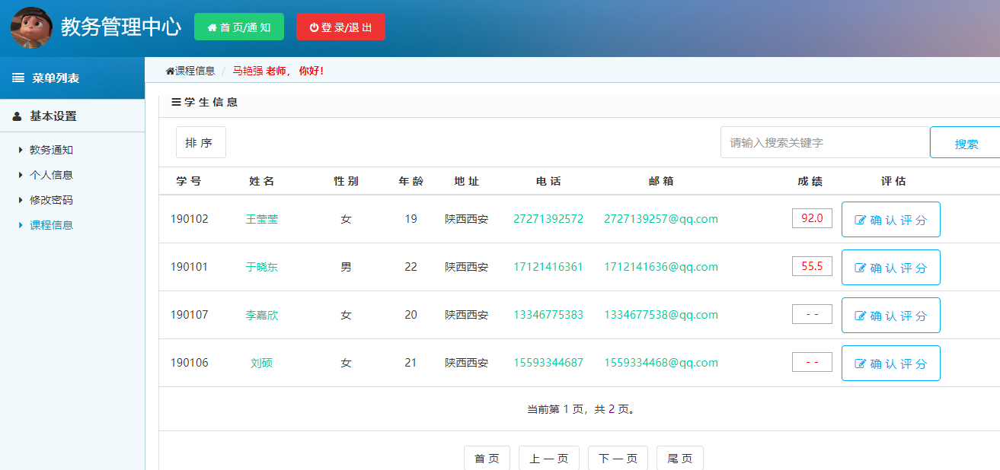 教务管理中心 首页/通知 登录/退出
菜单列表
课程信息 / 马艳强 老师， 你好！
学生信息
基本设置
教务通知
个人信息
修改密码
课程信息
排序 请输入搜索关键字 搜索
学号 姓名 性别 年龄 地址 电话 邮箱 成绩 评估
190102 王莹莹 女 19 陕西西安 27271392572 2727139257@qq.com 92.0 确认评分
190101 于晓东 男 22 陕西西安 17121416361 1712141636@qq.com 55.5 确认评分
190107 李嘉欣 女 20 陕西西安 13346775383 1334677538@qq.com - - 确认评分
190106 刘硕 女 21 陕西西安 15593344687 1559334468@qq.com - - 确认评分
当前第 1 页，共 2 页。
首页 上一页 下一页 尾页